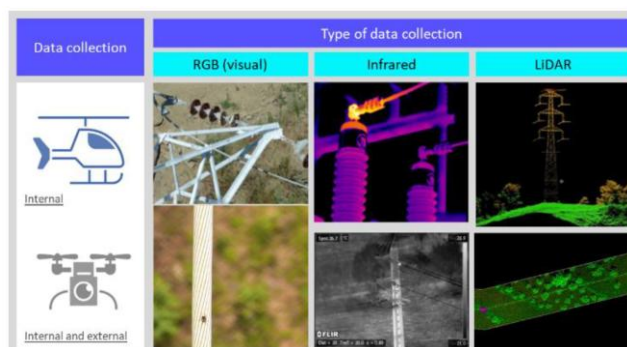 Data collection
Type of data collection
RGB (visual)
Infrared
LiDAR
Internal
Internal and external
FLIR